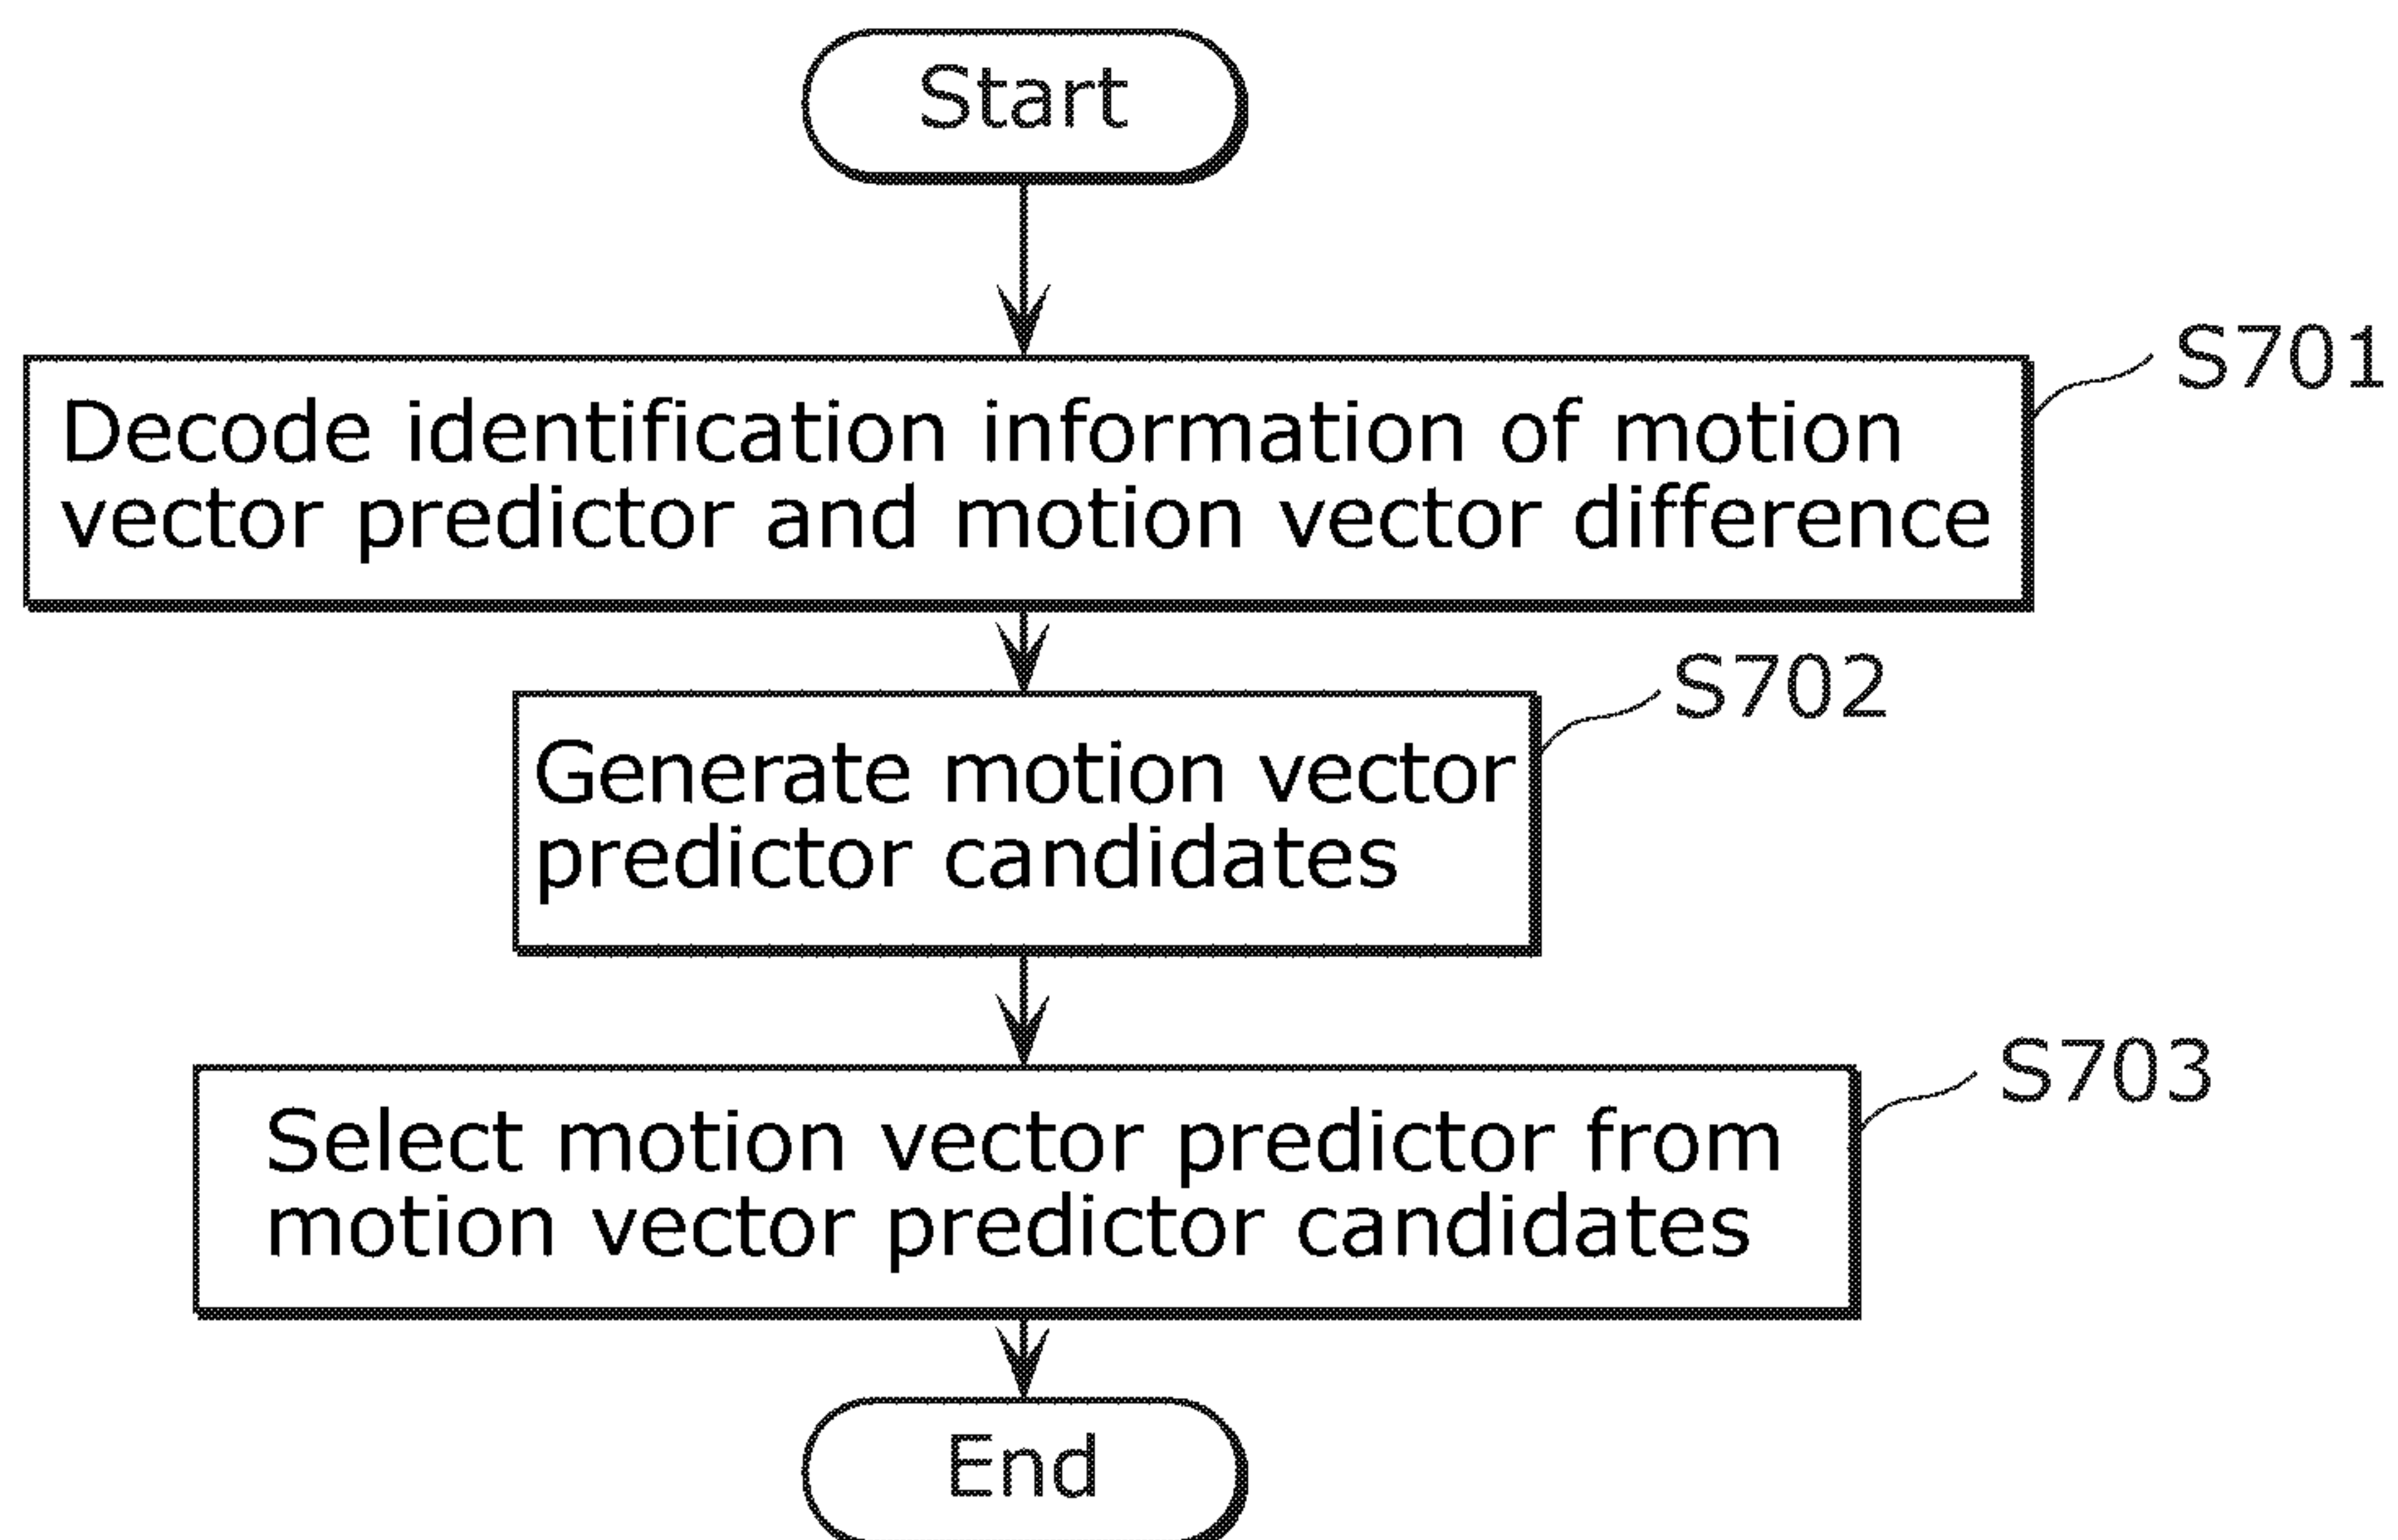 Start
S701
Decode identification information of motion
vector predictor and motion vector difference
S702
Generate motion vector
predictor candidates
S703
Select motion vector predictor from
motion vector predictor candidates
End